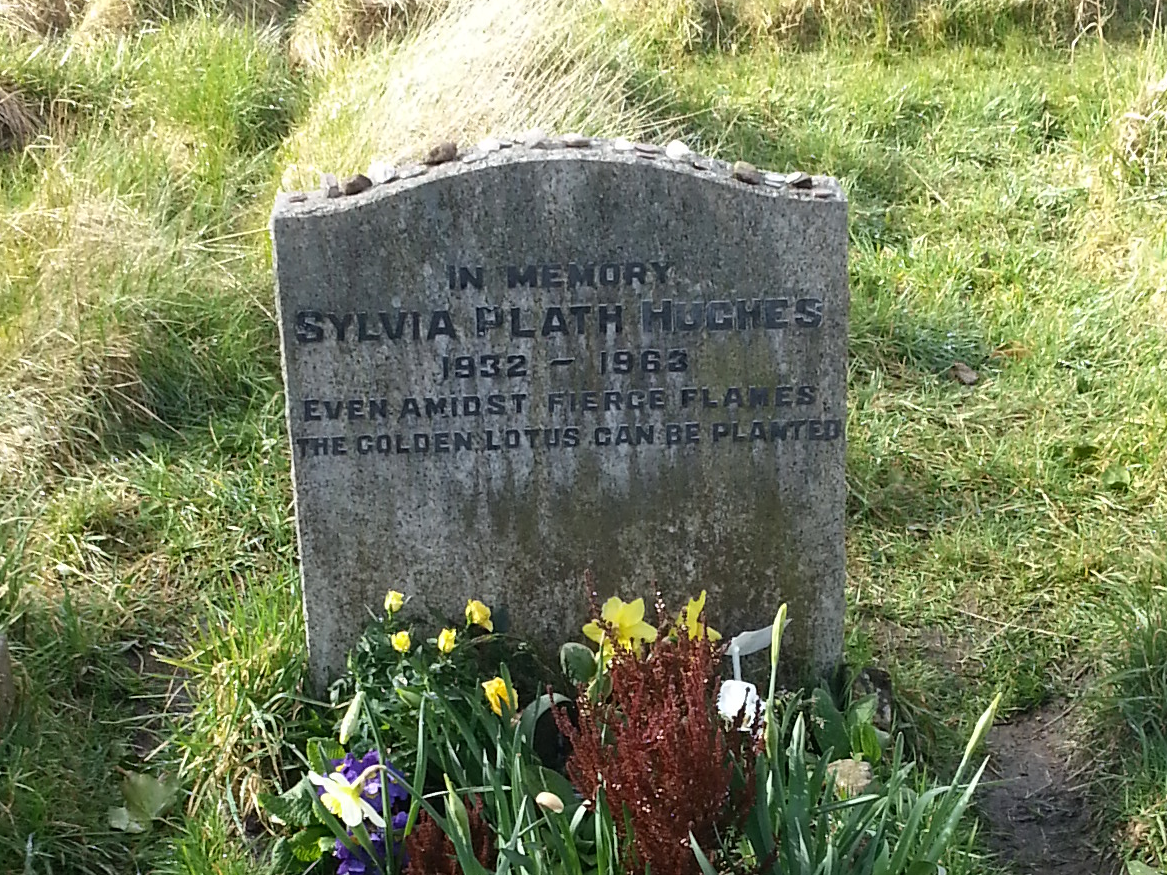 IN MEMORY
SYLVIA PLATH HUGHES
1932 – 1963
EVEN AMIDST FIERCE FLAMES
THE GOLDEN LOTUS CAN BE PLANTED